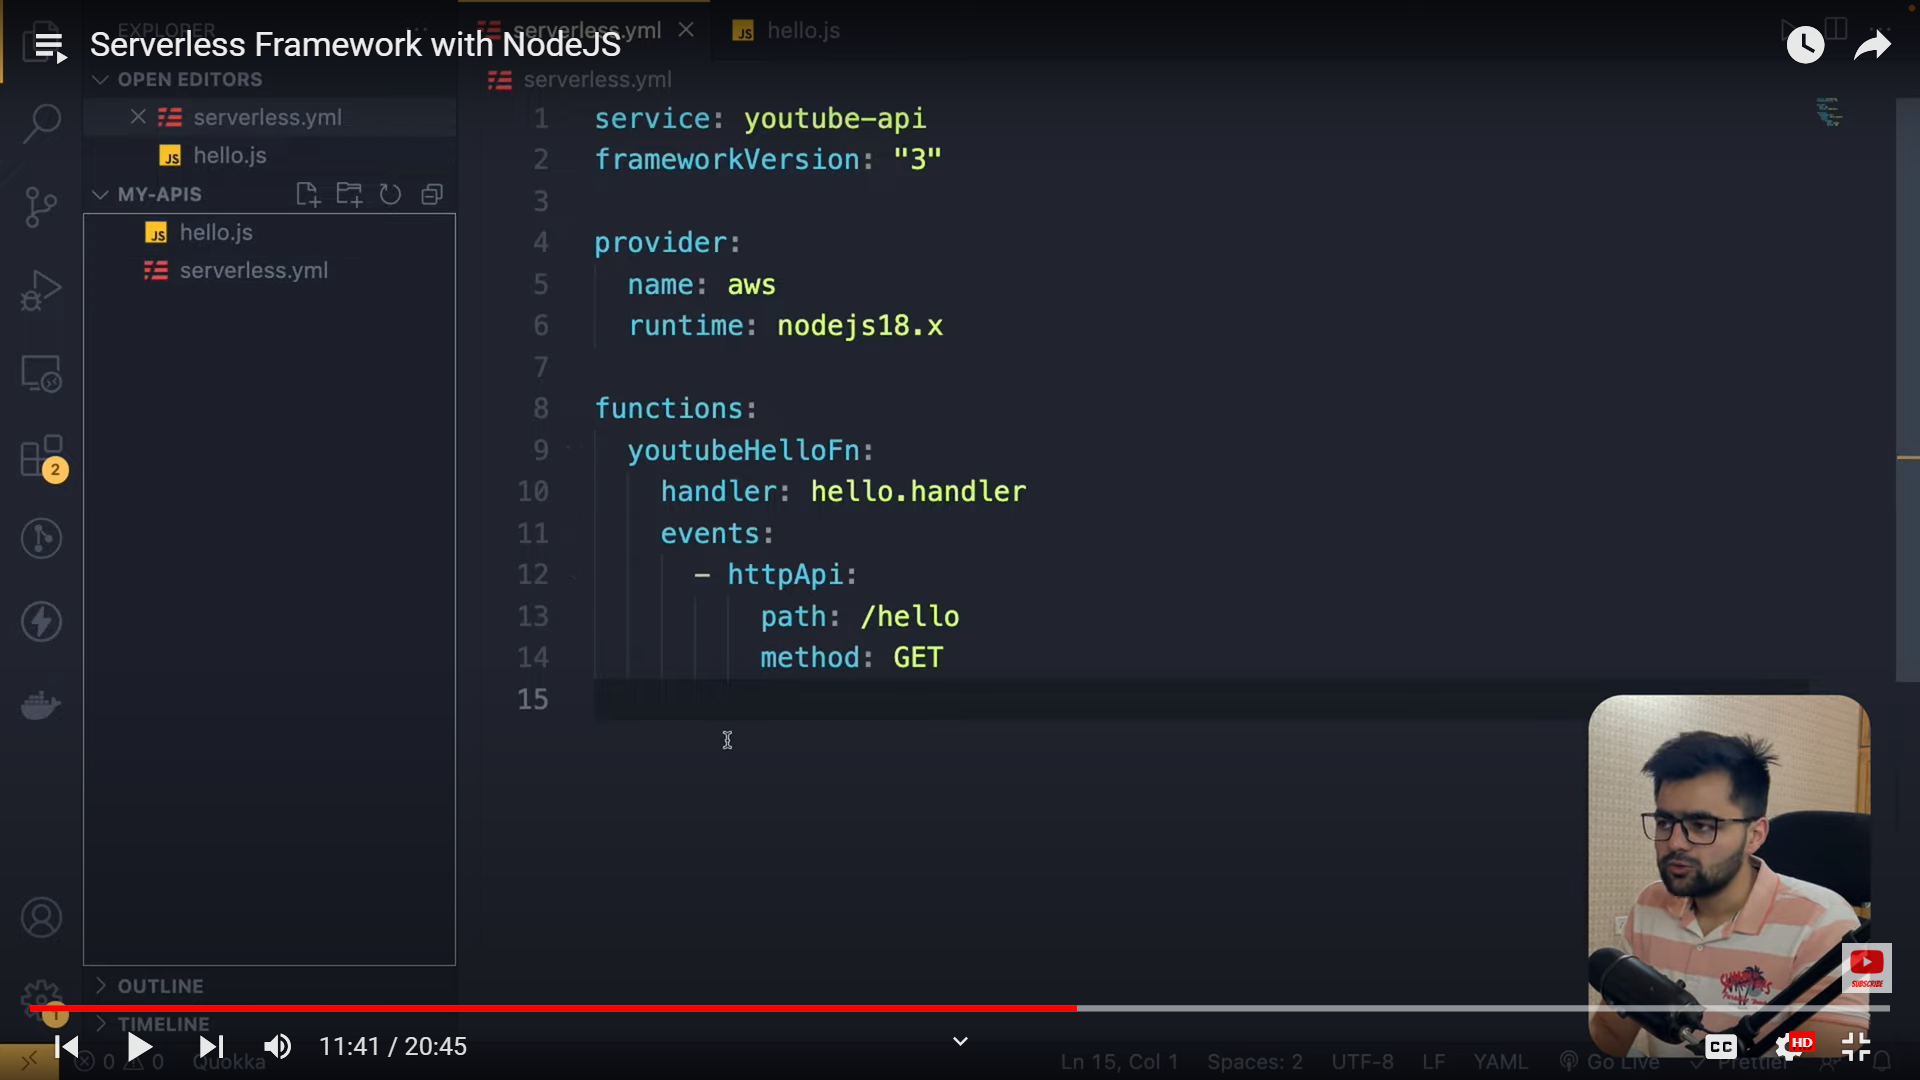 Serverless Framework with NodeJS
EXPLORER
serverless.yml
hello.js
OPEN EDITORS
serverless.yml
hello.js
MY-APIS
hello.js
serverless.yml
serverless.yml
1 service: youtube-api
2 frameworkVersion: "3"
3
4 provider:
5 name: aws
6 runtime: nodejs18.x
7
8 functions:
9 youtubeHelloFn:
10 handler: hello.handler
11 events:
12 - httpApi:
13 path: /hello
14 method: GET
15
2
OUTLINE
1
TIMELINE
SUBSCRIBE
11:41 / 20:45
CC
HD
0 0 Quokka
Ln 15, Col 1 Spaces: 2 UTF-8 LF YAML Go Live Prettier